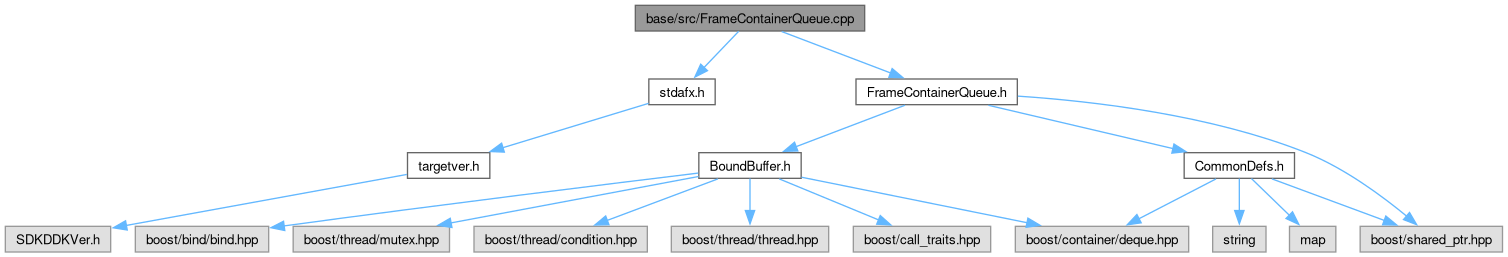 base/src/FrameContainerQueue.cpp
stdafx.h
FrameContainerQueue.h
targetver.h
BoundBuffer.h
CommonDefs.h
SDKDDKVer.h
boost/bind/bind.hpp
boost/thread/mutex.hpp
boost/thread/condition.hpp
boost/thread/thread.hpp
boost/call_traits.hpp
boost/container/deque.hpp
string
map
boost/shared_ptr.hpp